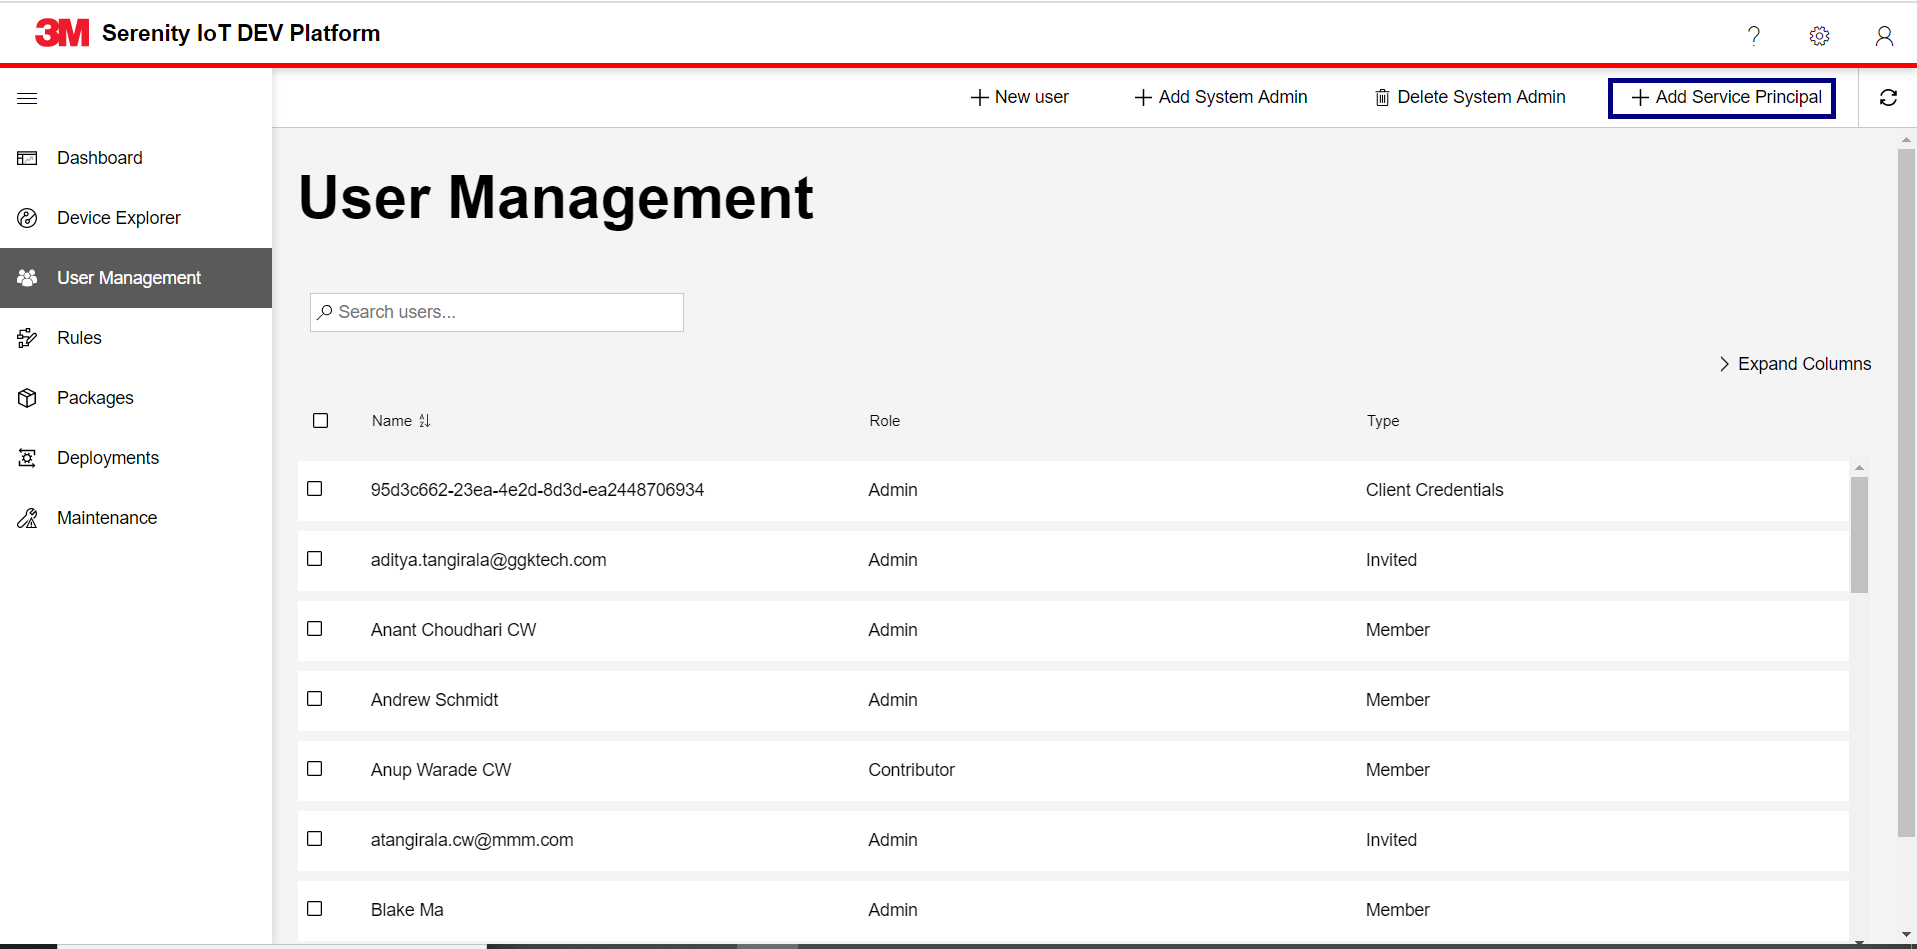 3M Serenity IoT DEV Platform
?
New user
Add System Admin
Delete System Admin
Add Service Principal
Dashboard
Device Explorer
User Management
Rules
Packages
Deployments
Maintenance
User Management
Search users...
Expand Columns
Name Role Type
95d3c662-23ea-4e2d-8d3d-ea2448706934 Admin Client Credentials
aditya.tangirala@ggktech.com Admin Invited
Anant Choudhari CW Admin Member
Andrew Schmidt Admin Member
Anup Warade CW Contributor Member
atangirala.cw@mmm.com Admin Invited
Blake Ma Admin Member